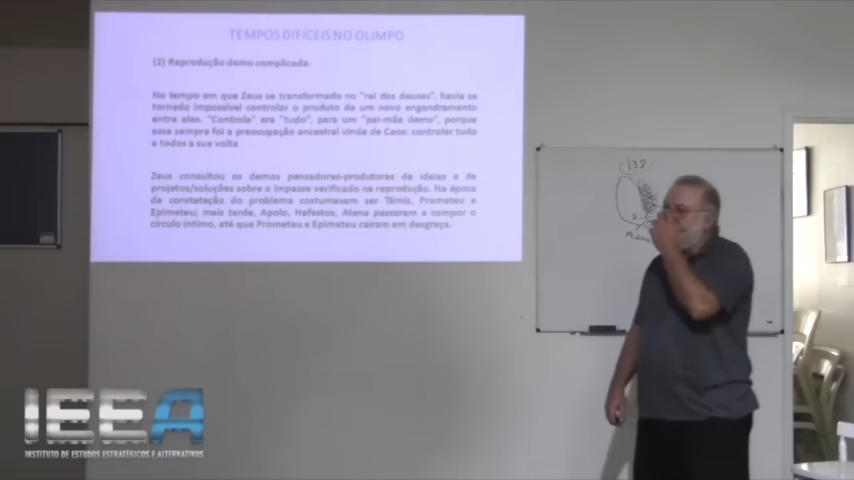 TEMPOS DIFÍCEIS NO OLIMPO
(2) Reprodução demo complicada.
No tempo em que Zeus se transformado no "rei dos deuses", havia se
tornado impossível controlar o produto de um novo engendramento
entre eles. "Controle" era "tudo", para um "pai-mãe demo", porque
essa sempre foi a preocupação ancestral vinda de Caos: controlar tudo
e todos a sua volta
Zeus consultou os demos pensadores-produtores de ideias e de
projetos/soluções sobre o impasse verificado na reprodução. Na época
da constatação do problema costumavam ser Têmis, Prometeu e
Epimeteu; mais tarde, Apolo, Hefestos, Atena passaram a compor o
círculo íntimo, até que Prometeu e Epimeteu caíram em desgraça.
IEEA
INSTITUTO DE ESTUDOS ESTRATÉGICOS E ALTERNATIVOS